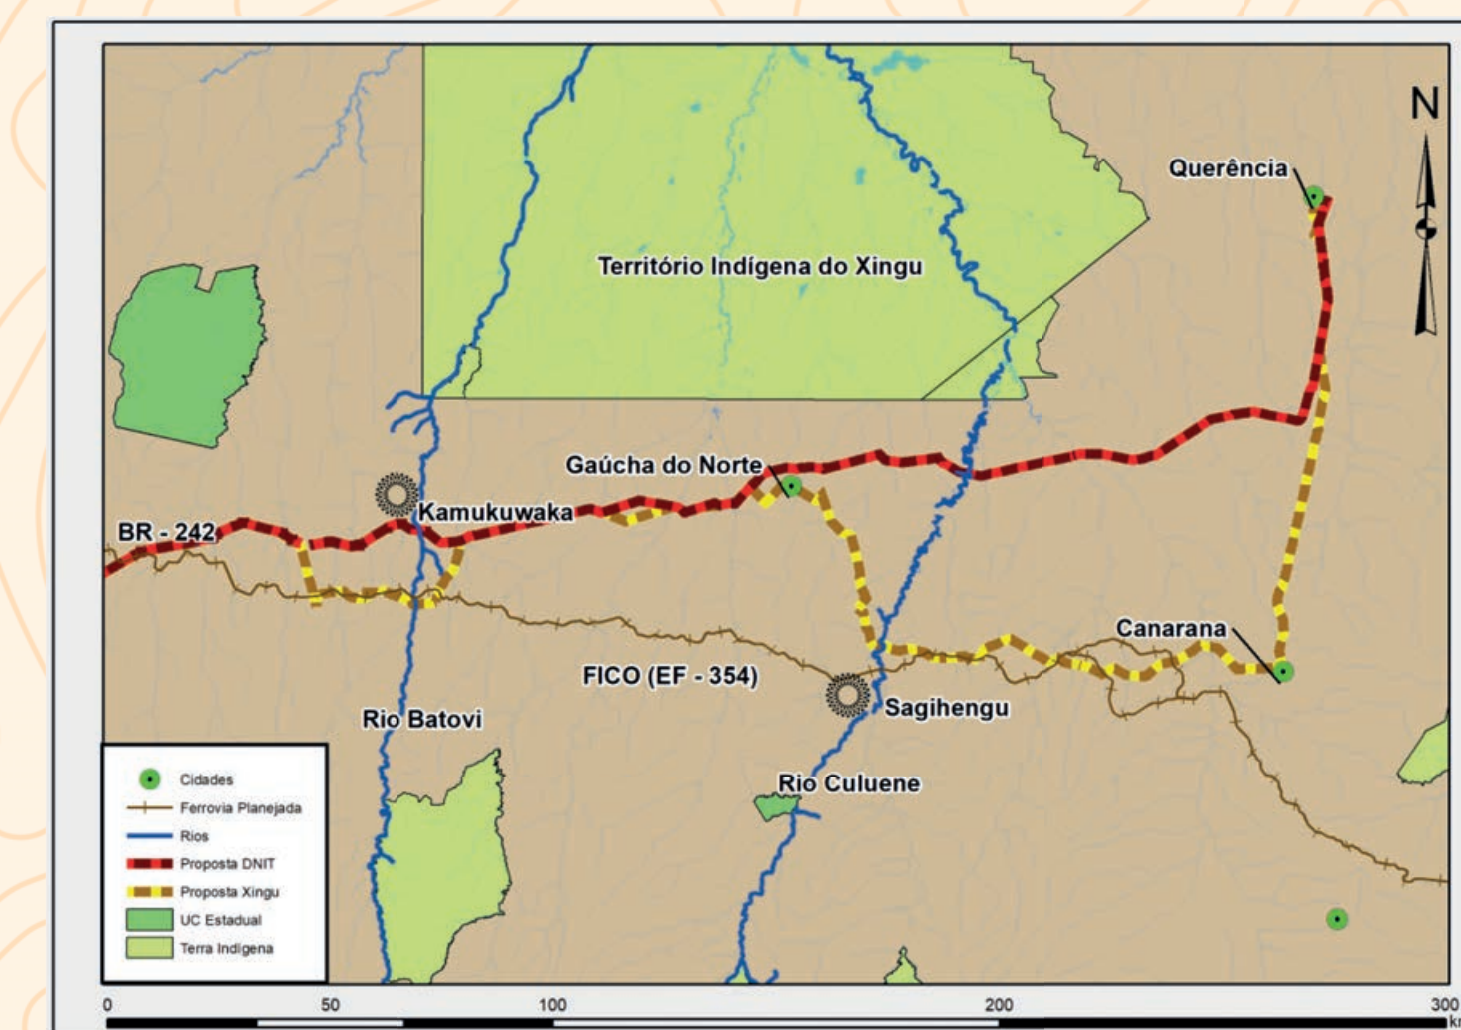 N
Querência
Território Indígena do Xingu
Gaúcha do Norte
Kamukuwaka
BR - 242
Canarana
FICO (EF - 354)
Sagihengu
Rio Batovi
Rio Culuene
Cidades
Ferrovia Planejada
Rios
Proposta DNIT
Proposta Xingu
UC Estadual
Terra Indígena
0 50 100 200 300
km